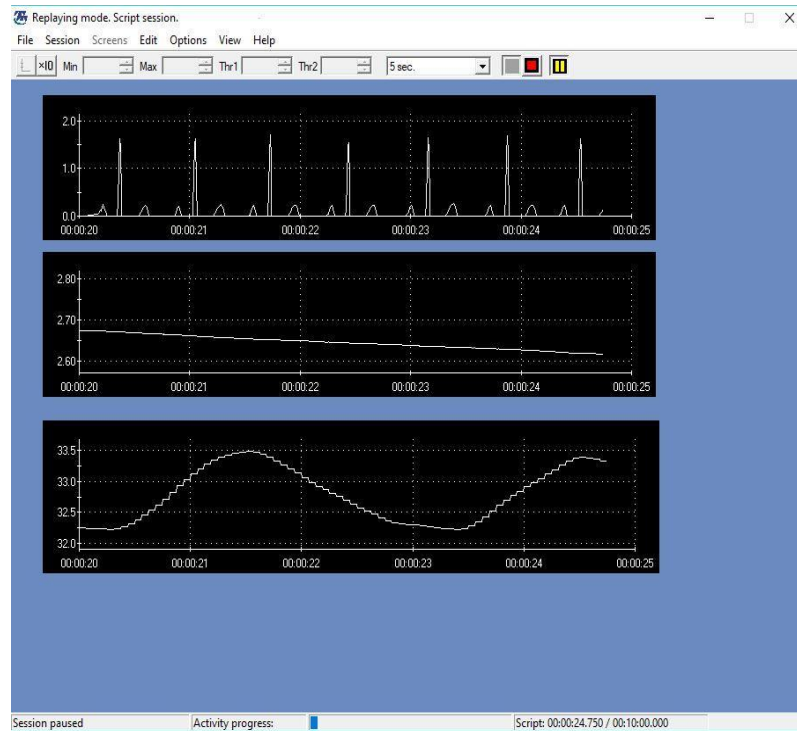 Replaying mode. Script session.
File Session Screens Edit Options View Help
×10 Min Max Thr1 Thr2 5 sec.
2.0
1.0
0.0
00:00:20 00:00:21 00:00:22 00:00:23 00:00:24 00:00:25
2.80
2.70
2.60
00:00:20 00:00:21 00:00:22 00:00:23 00:00:24 00:00:25
33.5
33.0
32.5
32.0
00:00:20 00:00:21 00:00:22 00:00:23 00:00:24 00:00:25
Session paused Activity progress: Script: 00:00:24.750 / 00:10:00.000